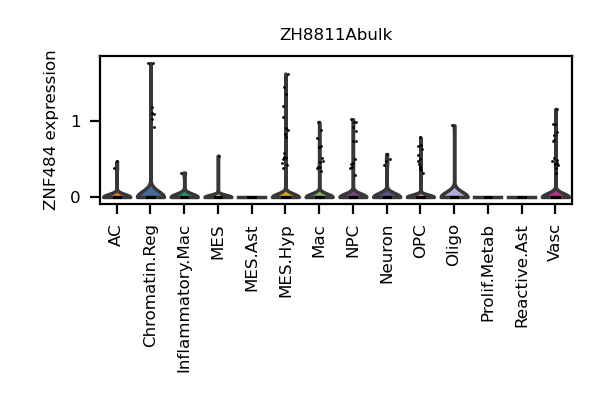 ZH8811Abulk
ZNF484 expression
1
0
AC
Chromatin.Reg
Inflammatory.Mac
MES
MES.Ast
MES.Hyp
Mac
NPC
Neuron
OPC
Oligo
Prolif.Metab
Reactive.Ast
Vasc